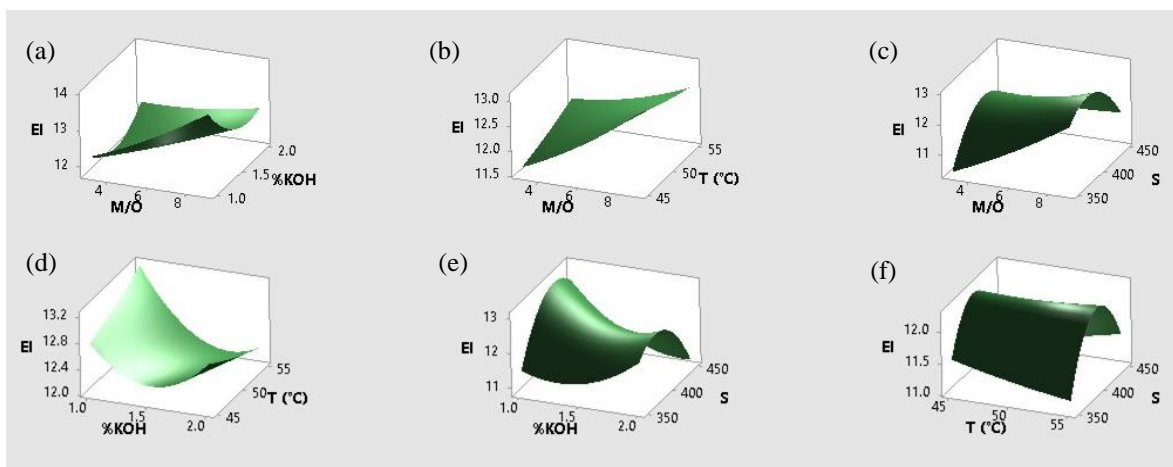 (a)
14
13
12
EI
4
6
8
M/O
1.0
1.5
2.0
%KOH
(b)
13.0
12.5
12.0
11.5
EI
4
6
8
M/O
45
50
55
T (°C)
(c)
13
12
11
EI
4
6
8
M/O
350
400
450
S
(d)
13.2
12.8
12.4
12.0
EI
1.0
1.5
2.0
%KOH
45
50
55
T (°C)
(e)
13
12
11
EI
1.0
1.5
2.0
%KOH
350
400
450
S
(f)
12.0
11.5
11.0
EI
45
50
55
T (°C)
350
400
450
S